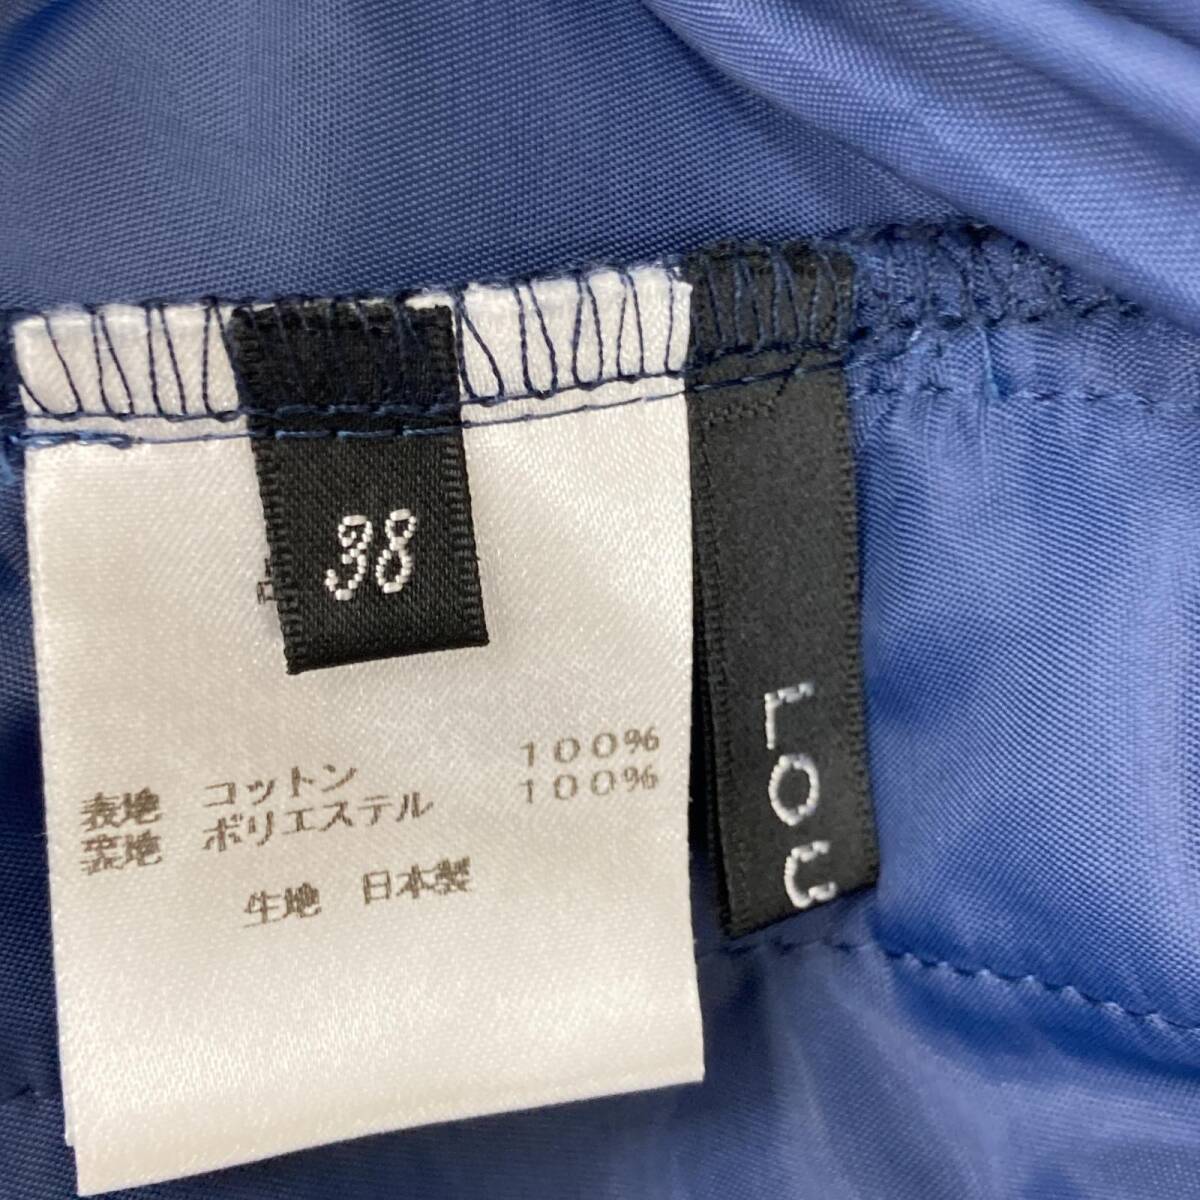 38
表地 コットン 100%
裏地 ポリエステル 100%
生地 日本製
LOU